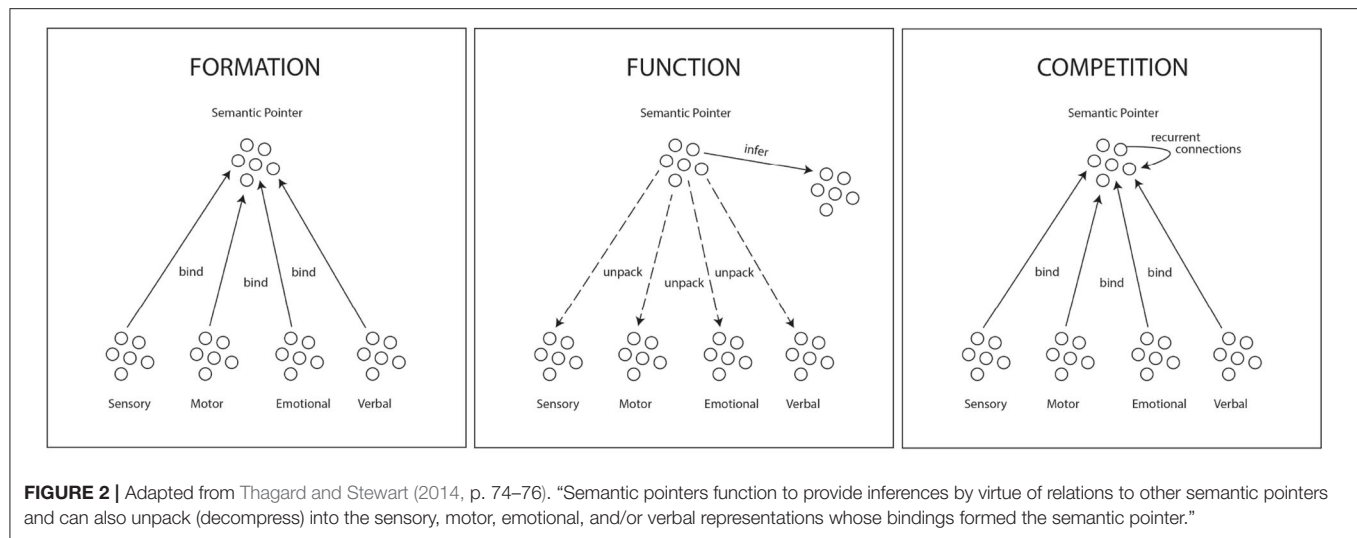 FORMATION
Semantic Pointer
bind
bind
bind
Sensory
Motor
Emotional
Verbal
FUNCTION
Semantic Pointer
infer
unpack
unpack
unpack
Sensory
Motor
Emotional
Verbal
COMPETITION
Semantic Pointer
recurrent
connections
bind
bind
bind
Sensory
Motor
Emotional
Verbal
FIGURE 2 | Adapted from Thagard and Stewart (2014, p. 74–76). “Semantic pointers function to provide inferences by virtue of relations to other semantic pointers
and can also unpack (decompress) into the sensory, motor, emotional, and/or verbal representations whose bindings formed the semantic pointer.”